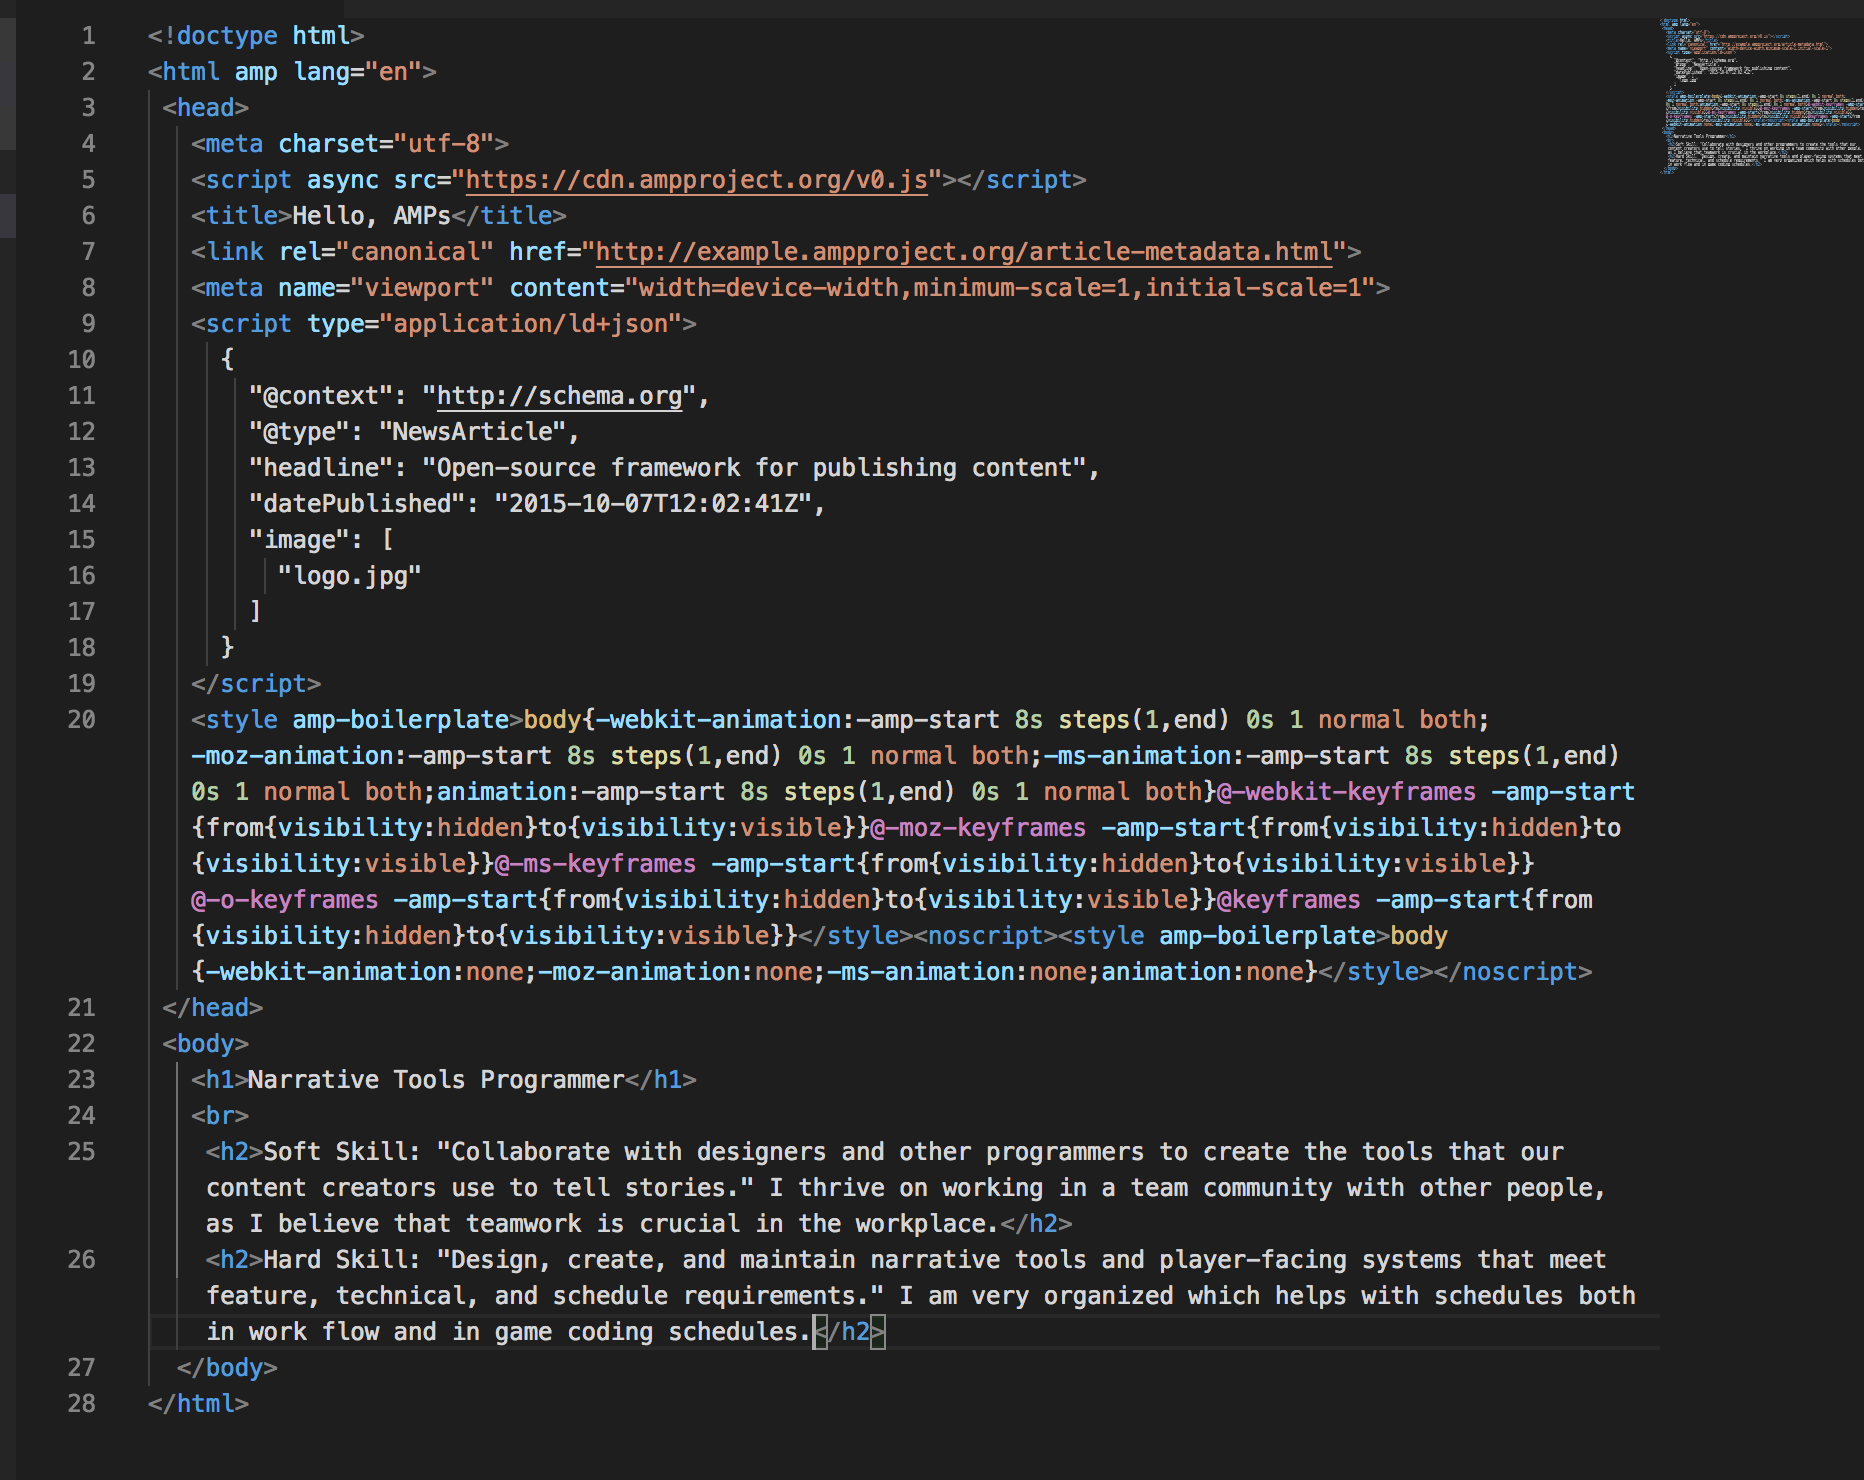 1 <!doctype html>
2 <html amp lang="en">
3 <head>
4 <meta charset="utf-8">
5 <script async src="https://cdn.ampproject.org/v0.js"></script>
6 <title>Hello, AMPs</title>
7 <link rel="canonical" href="http://example.ampproject.org/article-metadata.html">
8 <meta name="viewport" content="width=device-width,minimum-scale=1,initial-scale=1">
9 <script type="application/ld+json">
10 {
11 "@context": "http://schema.org",
12 "@type": "NewsArticle",
13 "headline": "Open-source framework for publishing content",
14 "datePublished": "2015-10-07T12:02:41Z",
15 "image": [
16 "logo.jpg"
17 ]
18 }
19 </script>
20 <style amp-boilerplate>body{-webkit-animation:-amp-start 8s steps(1,end) 0s 1 normal both;
-moz-animation:-amp-start 8s steps(1,end) 0s 1 normal both;-ms-animation:-amp-start 8s steps(1,end)
0s 1 normal both;animation:-amp-start 8s steps(1,end) 0s 1 normal both}@-webkit-keyframes -amp-start
{from{visibility:hidden}to{visibility:visible}}@-moz-keyframes -amp-start{from{visibility:hidden}to
{visibility:visible}}@-ms-keyframes -amp-start{from{visibility:hidden}to{visibility:visible}}
@-o-keyframes -amp-start{from{visibility:hidden}to{visibility:visible}}@keyframes -amp-start{from
{visibility:hidden}to{visibility:visible}}</style><noscript><style amp-boilerplate>body
{-webkit-animation:none;-moz-animation:none;-ms-animation:none;animation:none}</style></noscript>
21 </head>
22 <body>
23 <h1>Narrative Tools Programmer</h1>
24 <br>
25 <h2>Soft Skill: "Collaborate with designers and other programmers to create the tools that our
content creators use to tell stories." I thrive on working in a team community with other people,
as I believe that teamwork is crucial in the workplace.</h2>
26 <h2>Hard Skill: "Design, create, and maintain narrative tools and player-facing systems that meet
feature, technical, and schedule requirements." I am very organized which helps with schedules both
in work flow and in game coding schedules.</h2>
27 </body>
28 </html>